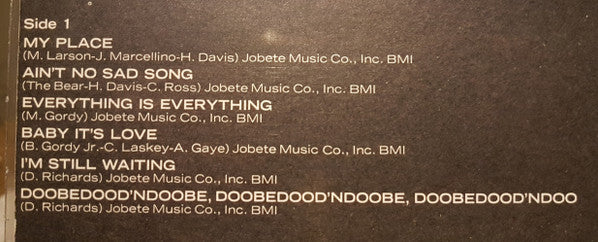 Side 1
MY PLACE
(M. Larson-J. Marcellino-H. Davis) Jobete Music Co., Inc. BMI
AIN'T NO SAD SONG
(The Bear-H. Davis-C. Ross) Jobete Music Co., Inc. BMI
EVERYTHING IS EVERYTHING
(M. Gordy) Jobete Music Co., Inc. BMI
BABY IT'S LOVE
(B. Gordy Jr.-C. Laskey-A. Gaye) Jobete Music Co., Inc. BMI
I'M STILL WAITING
(D. Richards) Jobete Music Co., Inc. BMI
DOOBEDOOD'NDOOBE, DOOBEDOOD'NDOOBE, DOOBEDOOD'NDOO
(D. Richards) Jobete Music Co., Inc. BMI